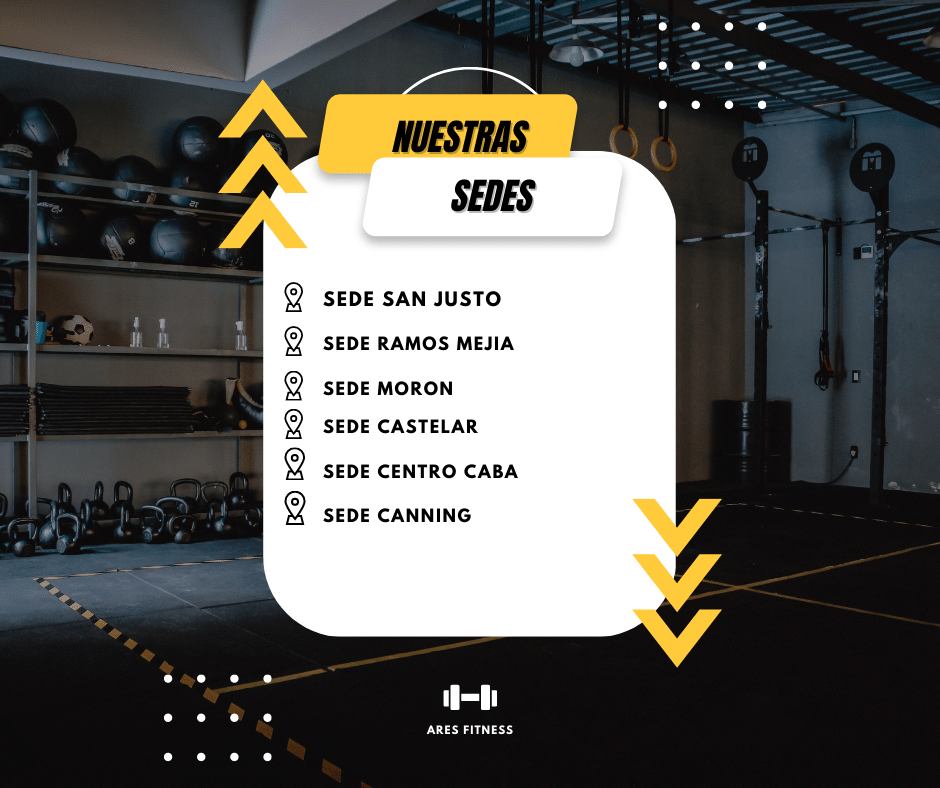 NUESTRAS
SEDES
SEDE SAN JUSTO
SEDE RAMOS MEJIA
SEDE MORON
SEDE CASTELAR
SEDE CENTRO CABA
SEDE CANNING
ARES FITNESS